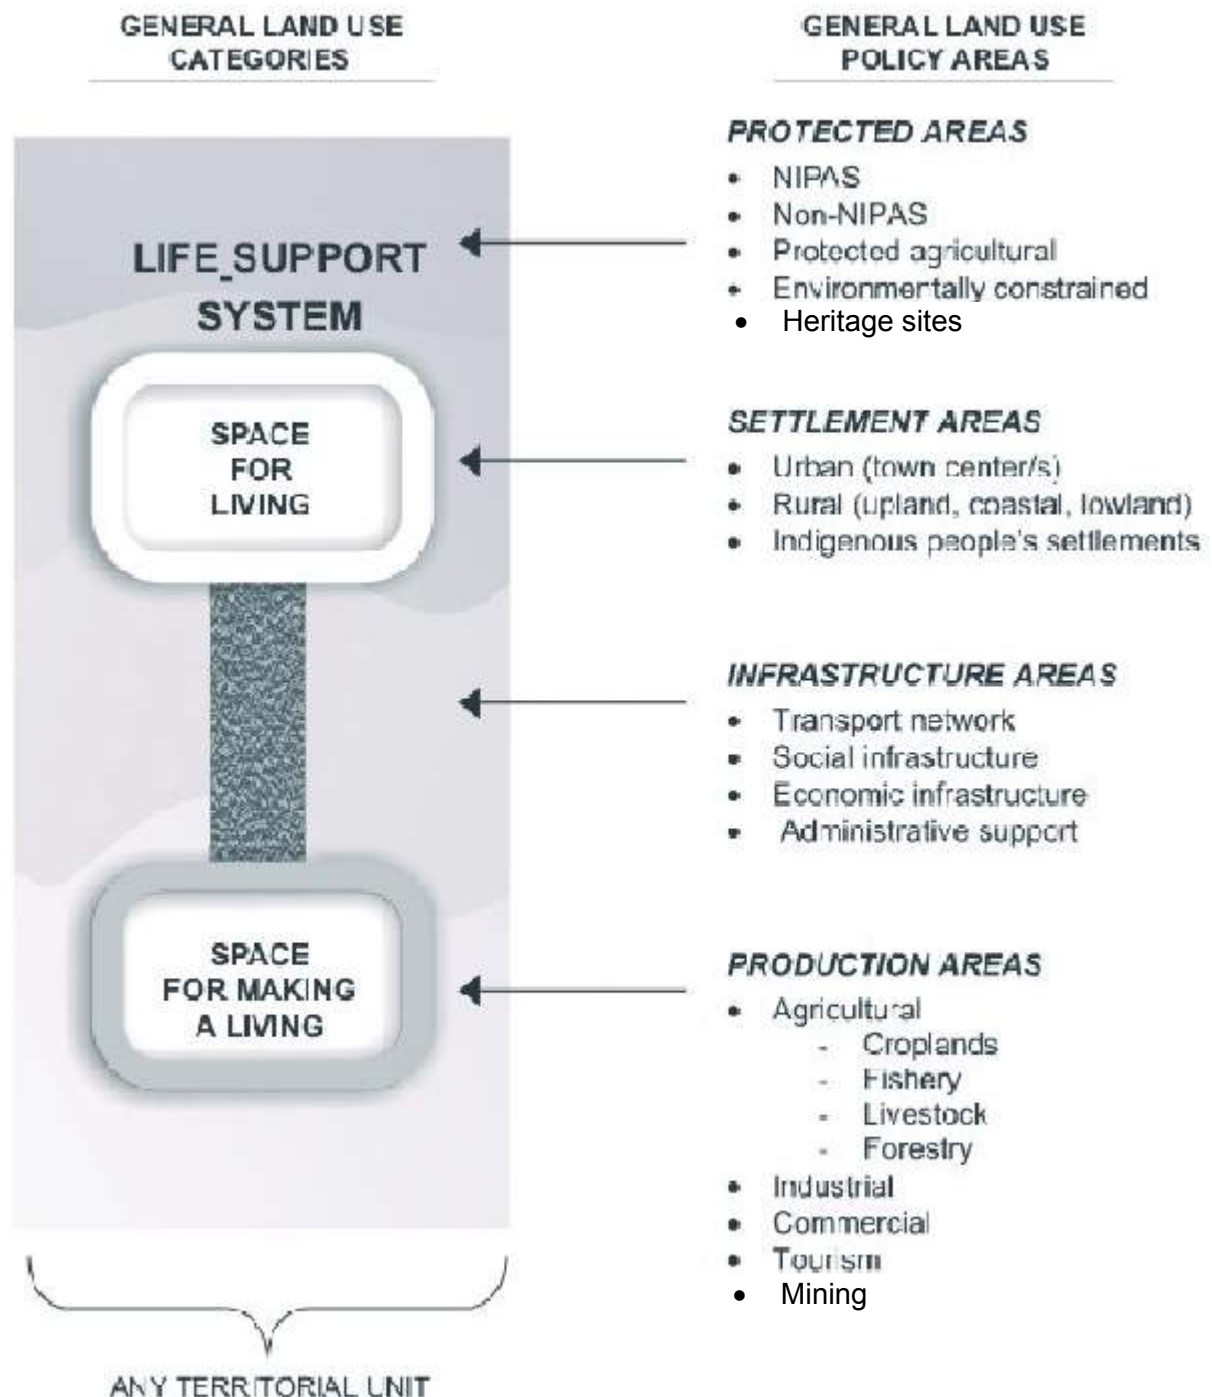 GENERAL LAND USE
CATEGORIES
LIFE_SUPPORT
SYSTEM
SPACE
FOR
LIVING
SPACE
FOR MAKING
A LIVING
ANY TERRITORIAL UNIT
GENERAL LAND USE
POLICY AREAS
PROTECTED AREAS
• NIPAS
• Non-NIPAS
• Protected agricultural
• Environmentally constrained
• Heritage sites
SETTLEMENT AREAS
• Urban (town center/s)
• Rural (upland, coastal, lowland)
• Indigenous people's settlements
INFRASTRUCTURE AREAS
• Transport network
• Social infrastructure
• Economic infrastructure
• Administrative support
PRODUCTION AREAS
• Agricultural
- Croplands
- Fishery
- Livestock
- Forestry
• Industrial
• Commercial
• Tourism
• Mining